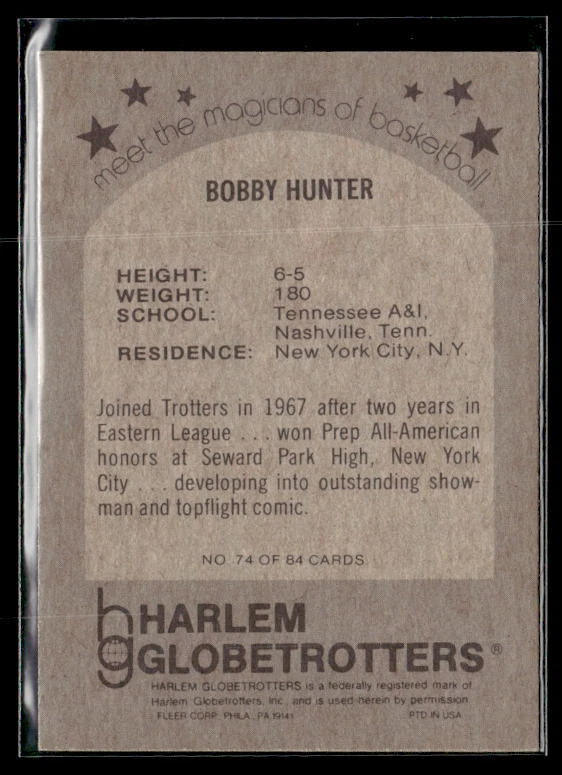 meet the magicians of basketball
BOBBY HUNTER
HEIGHT: 6-5
WEIGHT: 180
SCHOOL: Tennessee A&I,
Nashville, Tenn.
RESIDENCE: New York City, N.Y.
Joined Trotters in 1967 after two years in
Eastern League . . . won Prep All-American
honors at Seward Park High, New York
City . . . developing into outstanding show-
man and topflight comic.
NO. 74 OF 84 CARDS
hg HARLEM
GLOBETROTTERS®
HARLEM GLOBETROTTERS is a federally registered mark of
Harlem Globetrotters, Inc. and is used herein by permission
FLEER CORP. PHILA., PA 19141 PTD IN USA